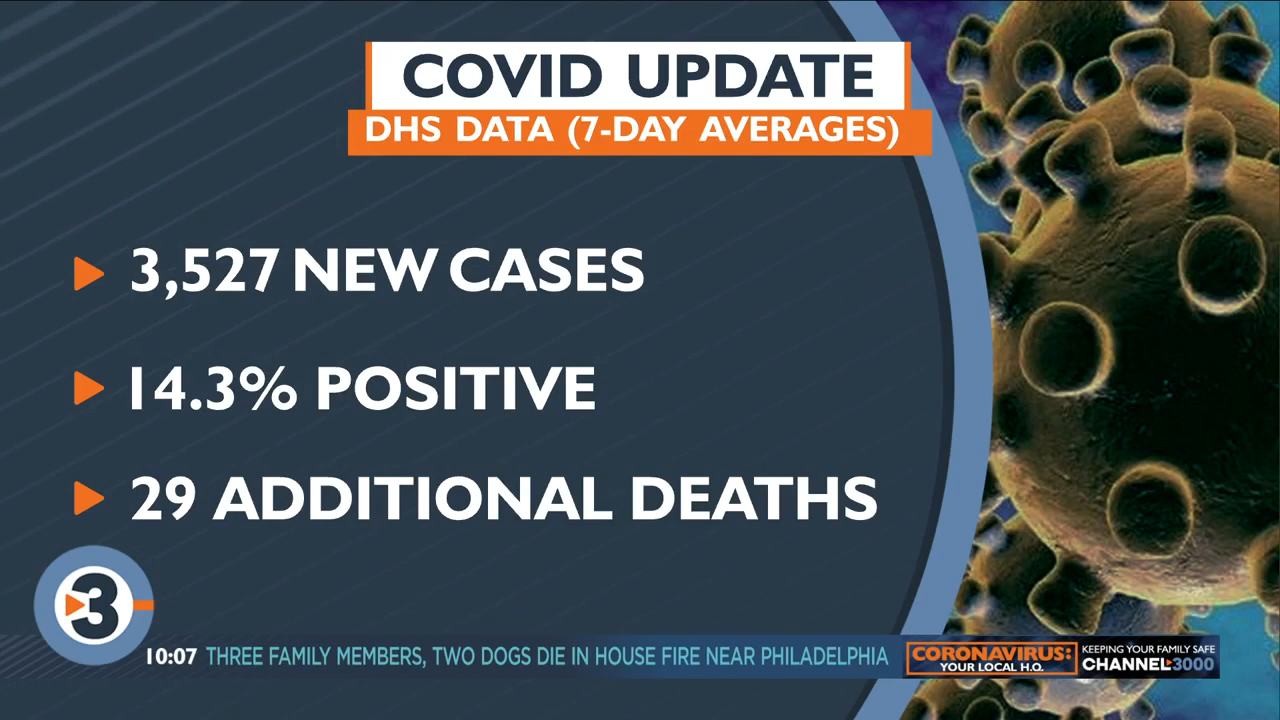 COVID UPDATE
DHS DATA (7-DAY AVERAGES)
3,527 NEW CASES
14.3% POSITIVE
29 ADDITIONAL DEATHS
3
10:07 THREE FAMILY MEMBERS, TWO DOGS DIE IN HOUSE FIRE NEAR PHILADELPHIA
CORONAVIRUS:
YOUR LOCAL H.Q.
KEEPING YOUR FAMILY SAFE
CHANNEL3000